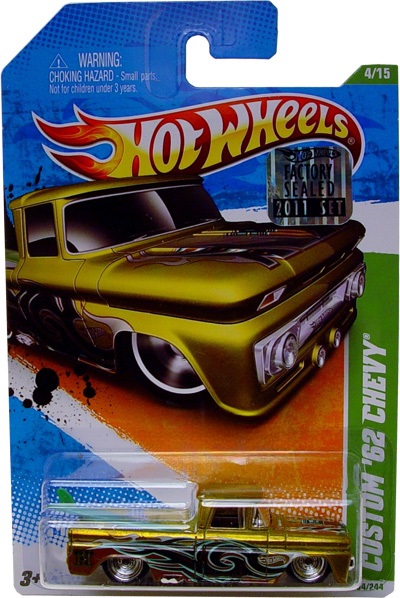 WARNING:
CHOKING HAZARD - Small parts.
Not for children under 3 years.
4/15
HOT WHEELS
FACTORY
SEALED
2011 SET
CUSTOM '62 CHEVY
3+